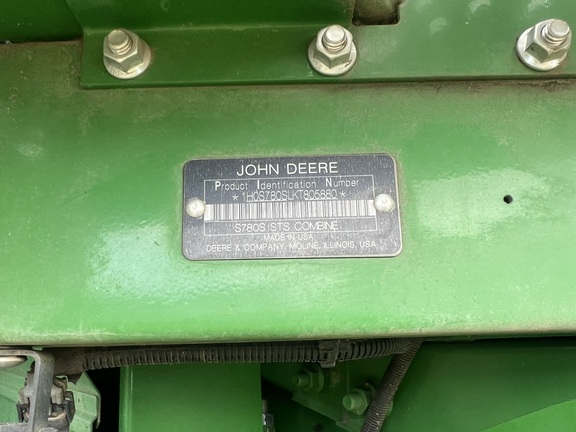 JOHN DEERE
Product Identification Number
* 1H0S780SLKT805880 *
S780S STS COMBINE
MADE IN USA
DEERE & COMPANY, MOLINE, ILLINOIS, USA